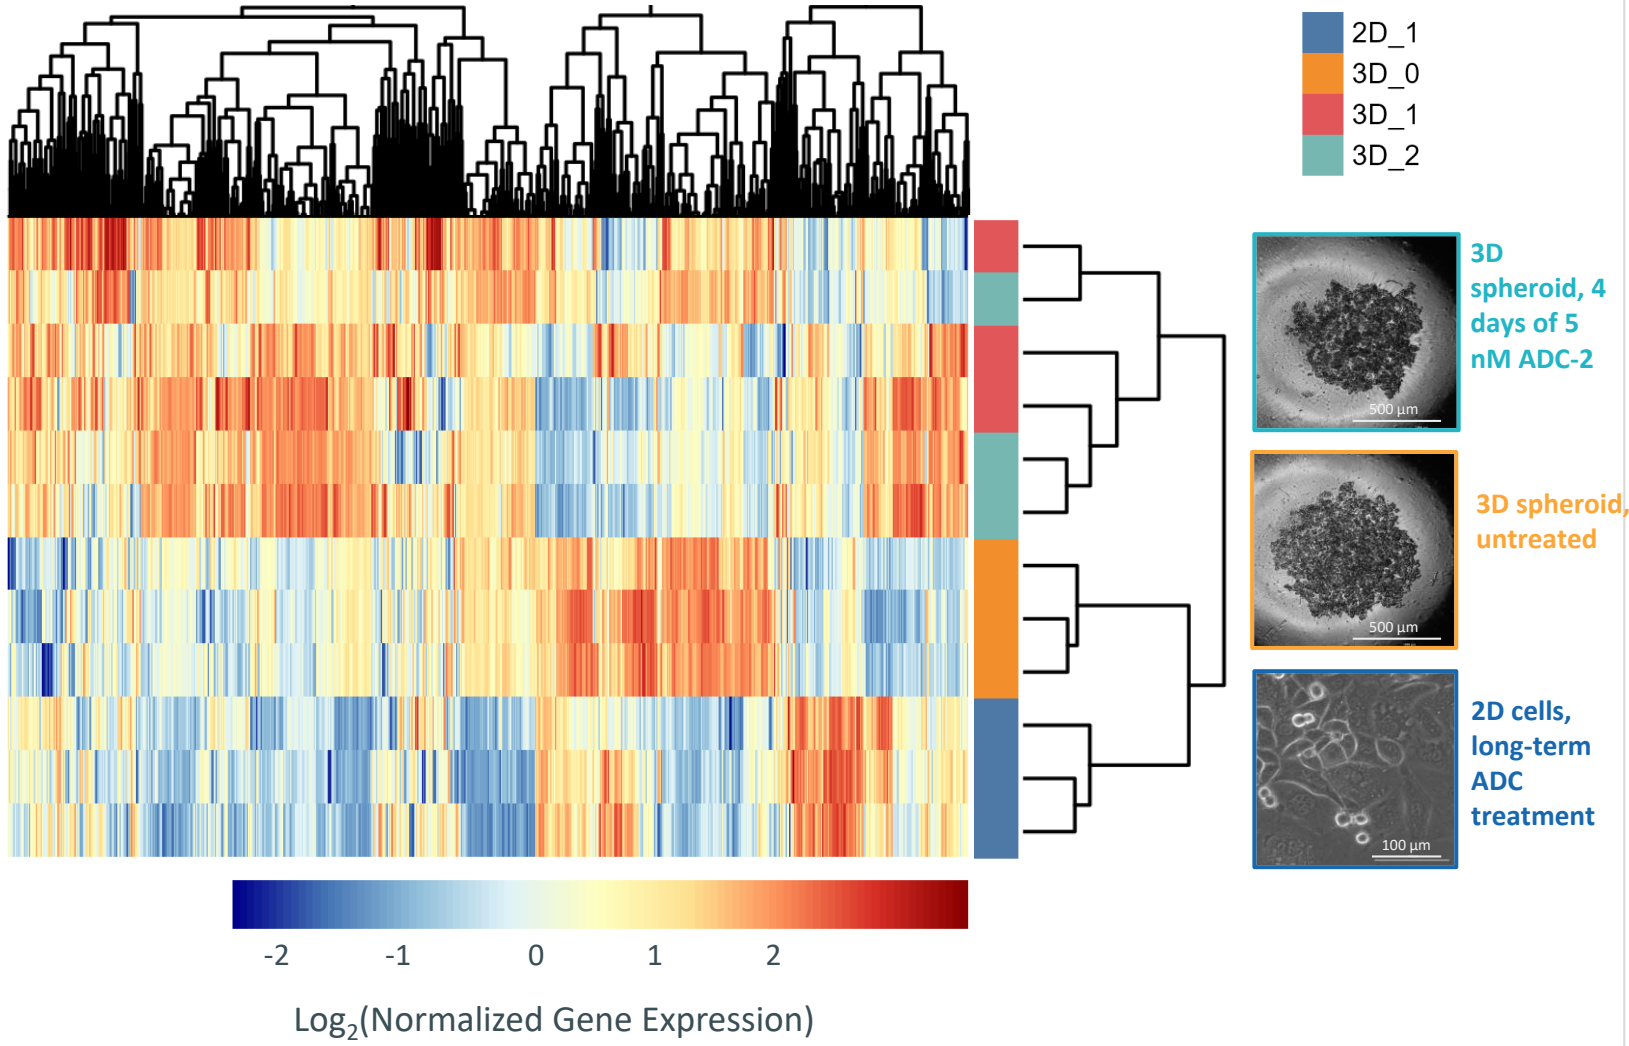 2D_1
3D_0
3D_1
3D_2
3D
spheroid, 4
days of 5
nM ADC-2
500 µm
3D spheroid,
untreated
500 µm
2D cells,
long-term
ADC
treatment
100 µm
-2 -1 0 1 2
Log₂(Normalized Gene Expression)